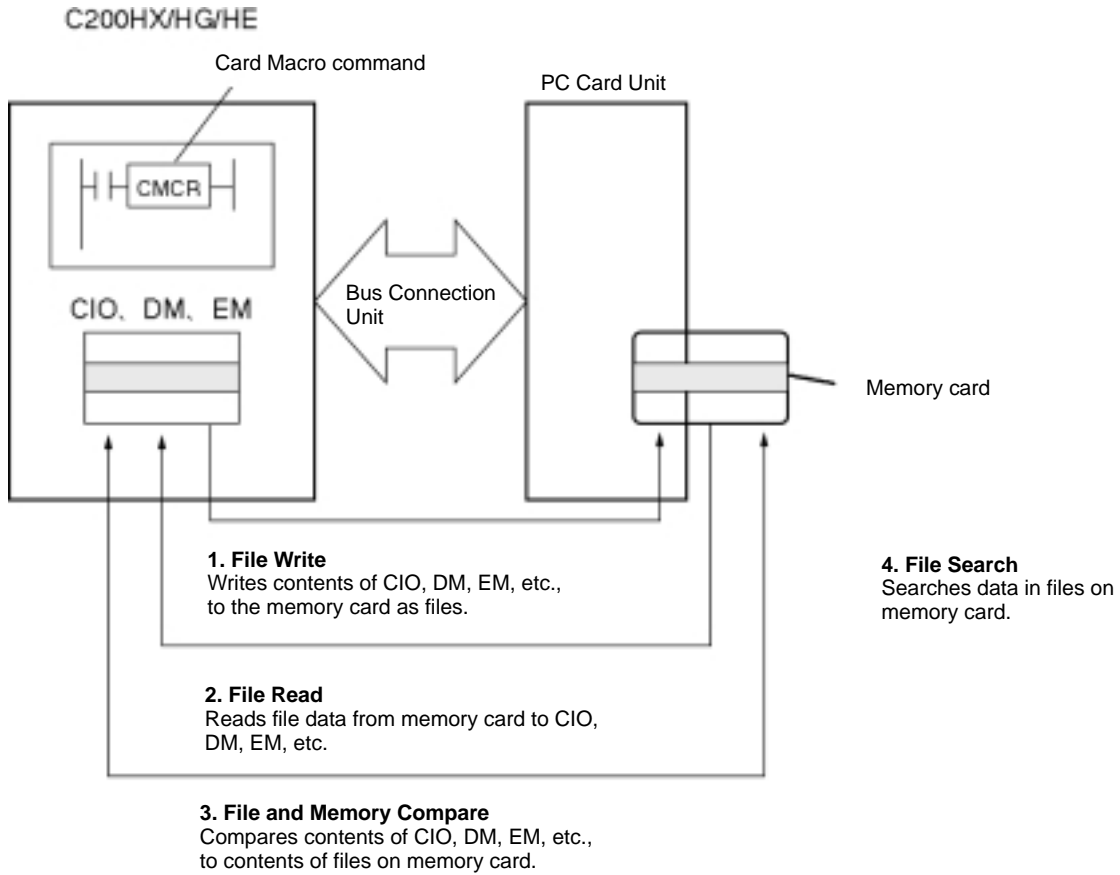 C200HX/HG/HE
Card Macro command
PC Card Unit
CMCR
CIO、DM、EM
Bus Connection
Unit
Memory card
1. File Write
Writes contents of CIO, DM, EM, etc.,
to the memory card as files.
4. File Search
Searches data in files on
memory card.
2. File Read
Reads file data from memory card to CIO,
DM, EM, etc.
3. File and Memory Compare
Compares contents of CIO, DM, EM, etc.,
to contents of files on memory card.